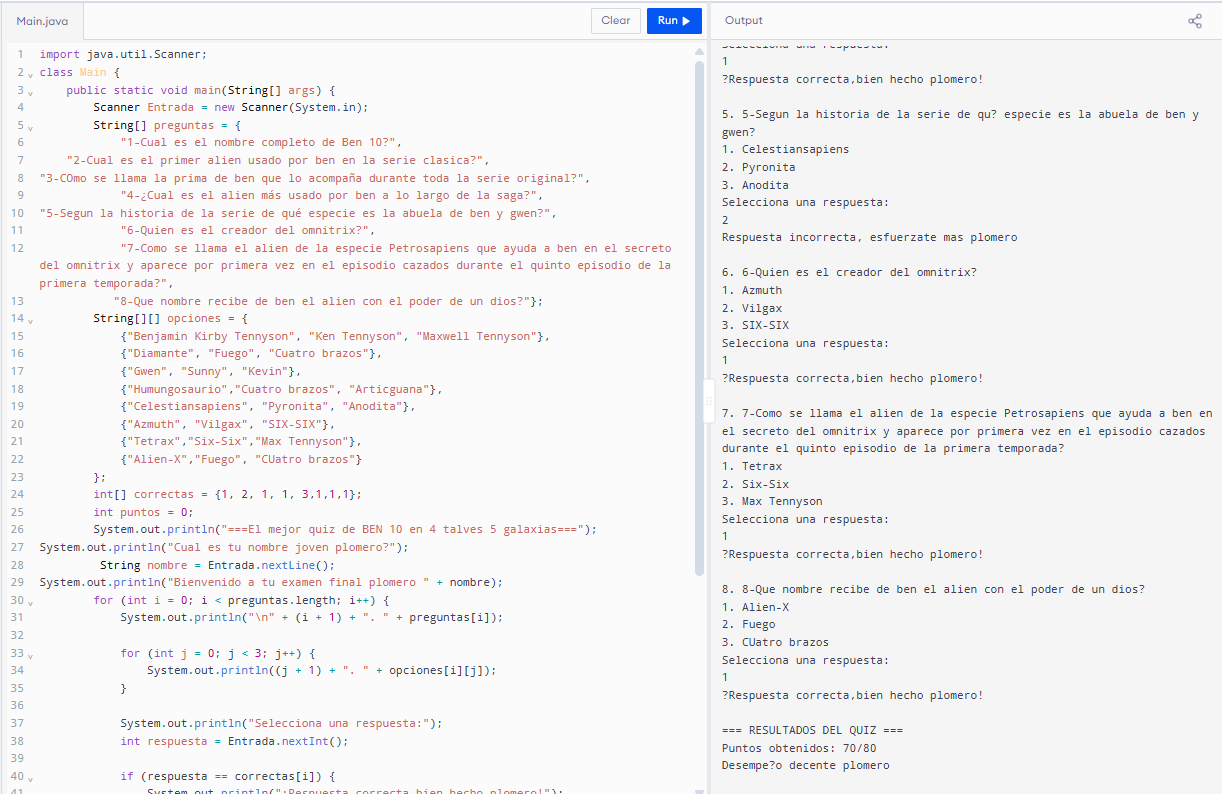 Main.java
Clear
Run
Output
1 import java.util.Scanner;
2 class Main {
3 public static void main(String[] args) {
4 Scanner Entrada = new Scanner(System.in);
5 String[] preguntas = {
6 "1-Cual es el nombre completo de Ben 10?",
7 "2-Cual es el primer alien usado por ben en la serie clasica?",
8 "3-COmo se llama la prima de ben que lo acompaña durante toda la serie original?",
9 "4-¿Cual es el alien más usado por ben a lo largo de la saga?",
10 "5-Segun la historia de la serie de qué especie es la abuela de ben y gwen?",
11 "6-Quien es el creador del omnitrix?",
12 "7-Como se llama el alien de la especie Petrosapiens que ayuda a ben en el secreto
del omnitrix y aparece por primera vez en el episodio cazados durante el quinto episodio de la
primera temporada?",
13 "8-Que nombre recibe de ben el alien con el poder de un dios?"};
14 String[][] opciones = {
15 {"Benjamin Kirby Tennyson", "Ken Tennyson", "Maxwell Tennyson"},
16 {"Diamante", "Fuego", "Cuatro brazos"},
17 {"Gwen", "Sunny", "Kevin"},
18 {"Humungosaurio","Cuatro brazos", "Articguana"},
19 {"Celestiansapiens", "Pyronita", "Anodita"},
20 {"Azmuth", "Vilgax", "SIX-SIX"},
21 {"Tetrax","Six-Six","Max Tennyson"},
22 {"Alien-X","Fuego", "CUatro brazos"}
23 };
24 int[] correctas = {1, 2, 1, 1, 3,1,1,1};
25 int puntos = 0;
26 System.out.println("===El mejor quiz de BEN 10 en 4 talves 5 galaxias===");
27 System.out.println("Cual es tu nombre joven plomero?");
28 String nombre = Entrada.nextLine();
29 System.out.println("Bienvenido a tu examen final plomero " + nombre);
30 for (int i = 0; i < preguntas.length; i++) {
31 System.out.println("\n" + (i + 1) + ". " + preguntas[i]);
32
33 for (int j = 0; j < 3; j++) {
34 System.out.println((j + 1) + ". " + opciones[i][j]);
35 }
36
37 System.out.println("Selecciona una respuesta:");
38 int respuesta = Entrada.nextInt();
39
40 if (respuesta == correctas[i]) {
41 System.out.println("¡Respuesta correcta,bien hecho plomero!");
Selecciona una respuesta:
1
?Respuesta correcta,bien hecho plomero!
5. 5-Segun la historia de la serie de qu? especie es la abuela de ben y
gwen?
1. Celestiansapiens
2. Pyronita
3. Anodita
Selecciona una respuesta:
2
Respuesta incorrecta, esfuerzate mas plomero
6. 6-Quien es el creador del omnitrix?
1. Azmuth
2. Vilgax
3. SIX-SIX
Selecciona una respuesta:
1
?Respuesta correcta,bien hecho plomero!
7. 7-Como se llama el alien de la especie Petrosapiens que ayuda a ben en
el secreto del omnitrix y aparece por primera vez en el episodio cazados
durante el quinto episodio de la primera temporada?
1. Tetrax
2. Six-Six
3. Max Tennyson
Selecciona una respuesta:
1
?Respuesta correcta,bien hecho plomero!
8. 8-Que nombre recibe de ben el alien con el poder de un dios?
1. Alien-X
2. Fuego
3. CUatro brazos
Selecciona una respuesta:
1
?Respuesta correcta,bien hecho plomero!
=== RESULTADOS DEL QUIZ ===
Puntos obtenidos: 70/80
Desempe?o decente plomero